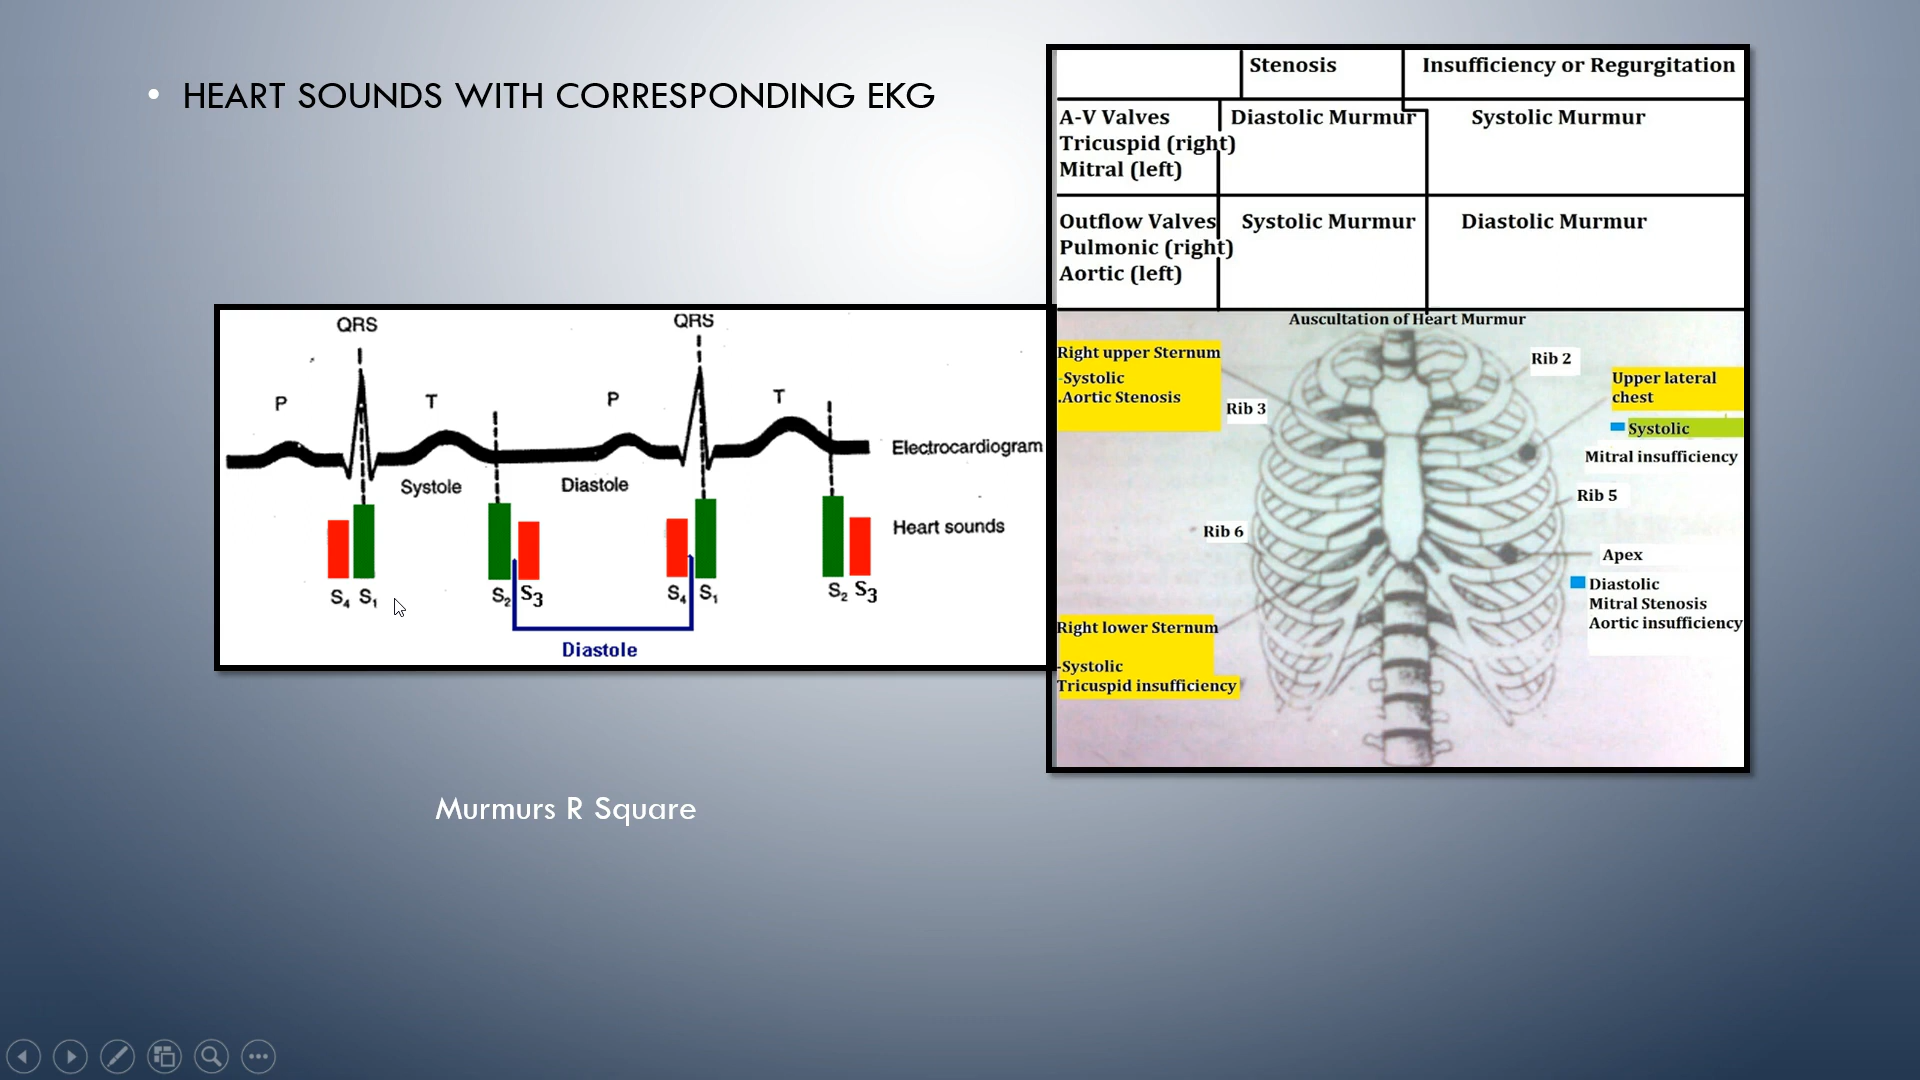 • HEART SOUNDS WITH CORRESPONDING EKG
Stenosis
Insufficiency or Regurgitation
A-V Valves
Tricuspid (right)
Mitral (left)
Diastolic Murmur
Systolic Murmur
Outflow Valves
Pulmonic (right)
Aortic (left)
Systolic Murmur
Diastolic Murmur
QRS
QRS
P
T
P
T
Electrocardiogram
Systole
Diastole
Heart sounds
S4 S1
S2 S3
S4 S1
S2 S3
Diastole
Auscultation of Heart Murmur
Right upper Sternum
-Systolic
.Aortic Stenosis
Rib 2
Rib 3
Upper lateral
chest
Systolic
Mitral insufficiency
Rib 5
Rib 6
Apex
Diastolic
Mitral Stenosis
Aortic insufficiency
Right lower Sternum
-Systolic
Tricuspid insufficiency
Murmurs R Square